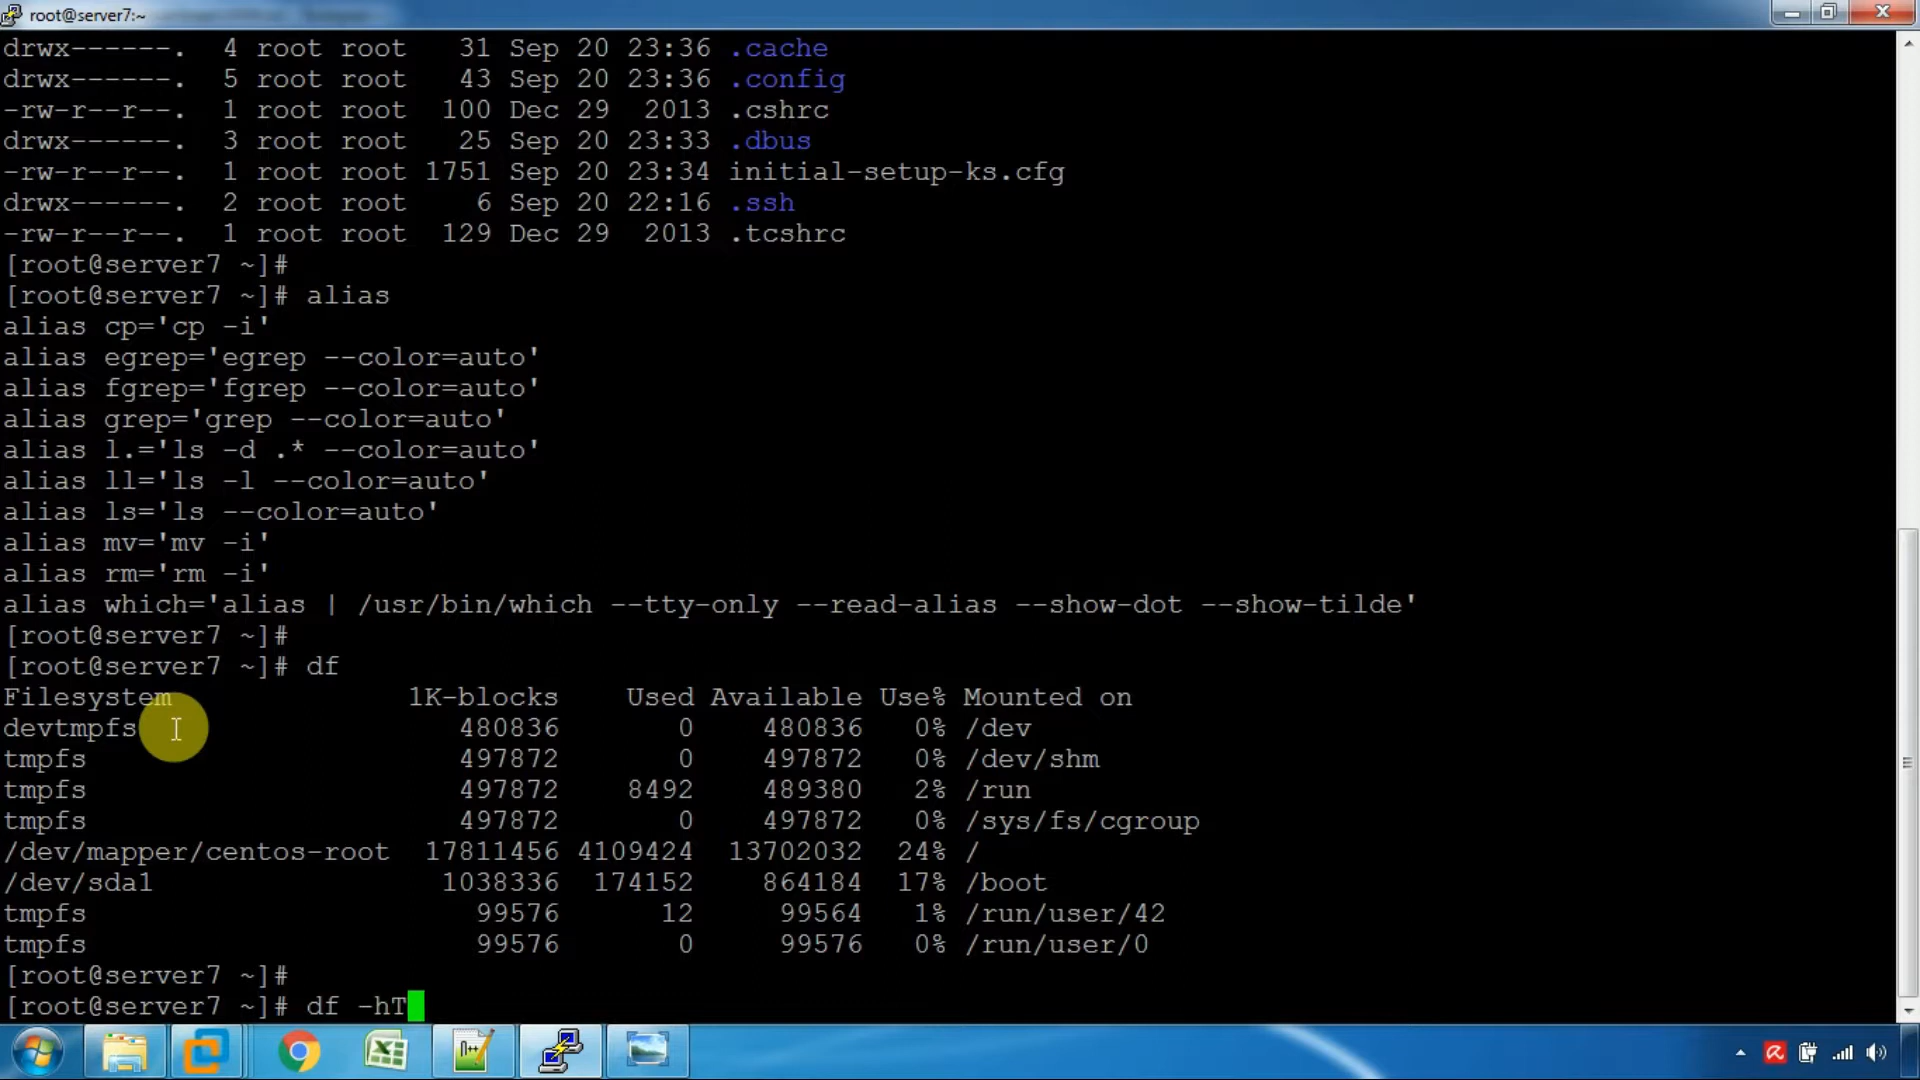 root@server7:~
drwx------. 4 root root 31 Sep 20 23:36 .cache
drwx------. 5 root root 43 Sep 20 23:36 .config
-rw-r--r--. 1 root root 100 Dec 29 2013 .cshrc
drwx------. 3 root root 25 Sep 20 23:33 .dbus
-rw-r--r--. 1 root root 1751 Sep 20 23:34 initial-setup-ks.cfg
drwx------. 2 root root 6 Sep 20 22:16 .ssh
-rw-r--r--. 1 root root 129 Dec 29 2013 .tcshrc
[root@server7 ~]#
[root@server7 ~]# alias
alias cp='cp -i'
alias egrep='egrep --color=auto'
alias fgrep='fgrep --color=auto'
alias grep='grep --color=auto'
alias l.='ls -d .* --color=auto'
alias ll='ls -l --color=auto'
alias ls='ls --color=auto'
alias mv='mv -i'
alias rm='rm -i'
alias which='alias | /usr/bin/which --tty-only --read-alias --show-dot --show-tilde'
[root@server7 ~]#
[root@server7 ~]# df
Filesystem 1K-blocks Used Available Use% Mounted on
devtmpfs 480836 0 480836 0% /dev
tmpfs 497872 0 497872 0% /dev/shm
tmpfs 497872 8492 489380 2% /run
tmpfs 497872 0 497872 0% /sys/fs/cgroup
/dev/mapper/centos-root 17811456 4109424 13702032 24% /
/dev/sda1 1038336 174152 864184 17% /boot
tmpfs 99576 12 99564 1% /run/user/42
tmpfs 99576 0 99576 0% /run/user/0
[root@server7 ~]#
[root@server7 ~]# df -hT